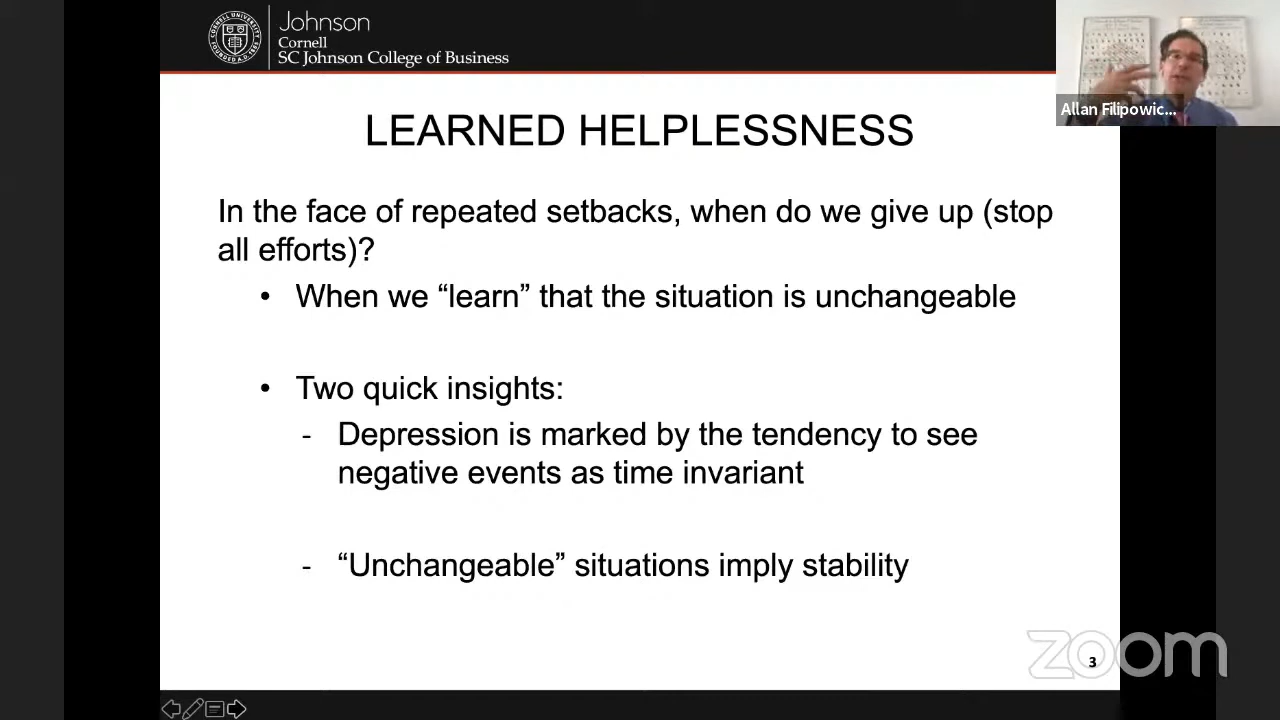 Johnson
Cornell
SC Johnson College of Business
Allan Filipowic...
LEARNED HELPLESSNESS
In the face of repeated setbacks, when do we give up (stop
all efforts)?
• When we “learn” that the situation is unchangeable
• Two quick insights:
- Depression is marked by the tendency to see
negative events as time invariant
- “Unchangeable” situations imply stability
zoom
3